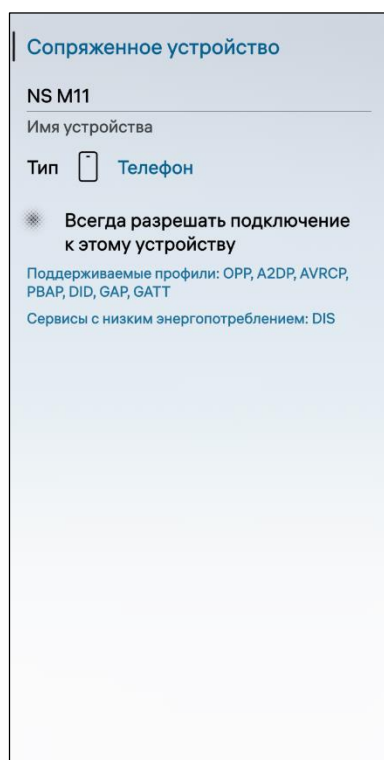 Сопряженное устройство
NS M11
Имя устройства
Тип Телефон
Всегда разрешать подключение
к этому устройству
Поддерживаемые профили: OPP, A2DP, AVRCP,
PBAP, DID, GAP, GATT
Сервисы с низким энергопотреблением: DIS